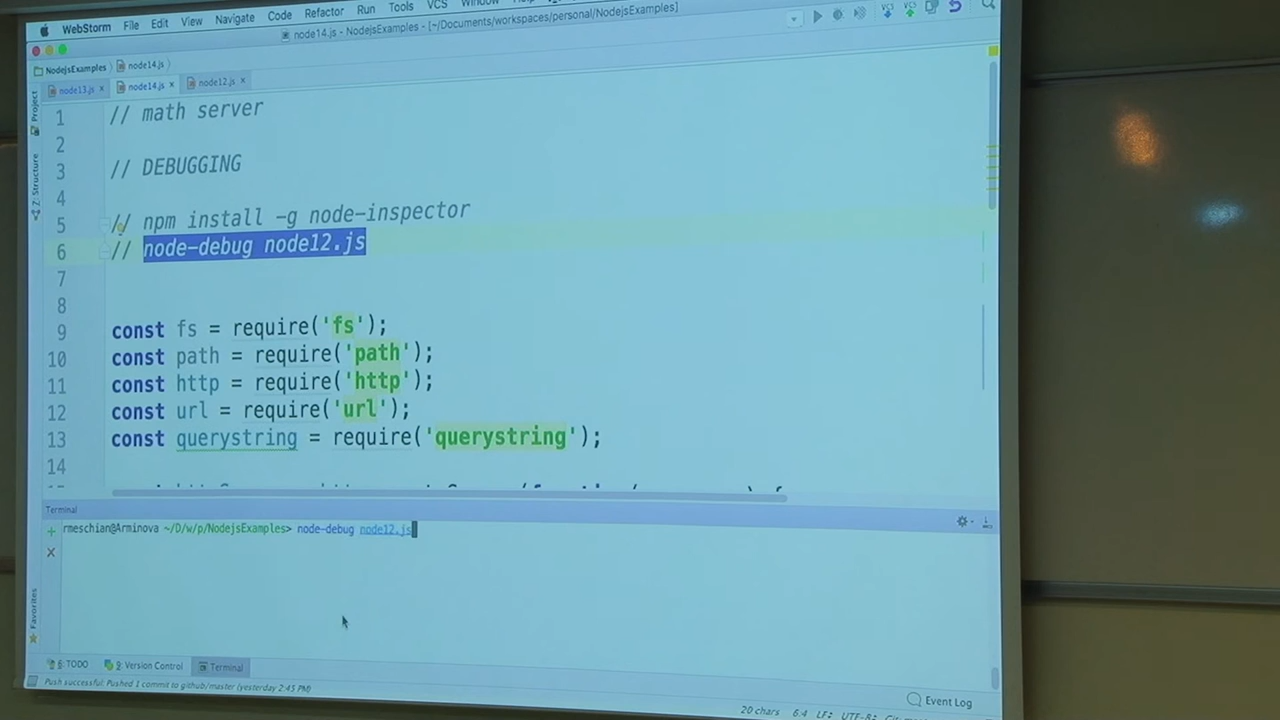 WebStorm File Edit View Navigate Code Refactor Run Tools VCS Window
node14.js - NodejsExamples - [~/Documents/workspaces/personal/NodejsExamples]
NodejsExamples node14.js
node13.js × node14.js × node12.js ×
Project
Z: Structure
1 // math server
2
3 // DEBUGGING
4
5 // npm install -g node-inspector
6 // node-debug node12.js
7
8
9 const fs = require('fs');
10 const path = require('path');
11 const http = require('http');
12 const url = require('url');
13 const querystring = require('querystring');
14
Terminal
rmeschian@Arminova ~/D/w/p/NodejsExamples> node-debug node12.js
Favorites
6: TODO 9: Version Control Terminal
Event Log
Push successful: Pushed 1 commit to github/master (yesterday 2:45 PM)
20 chars 6:4 LF: UTF-8: